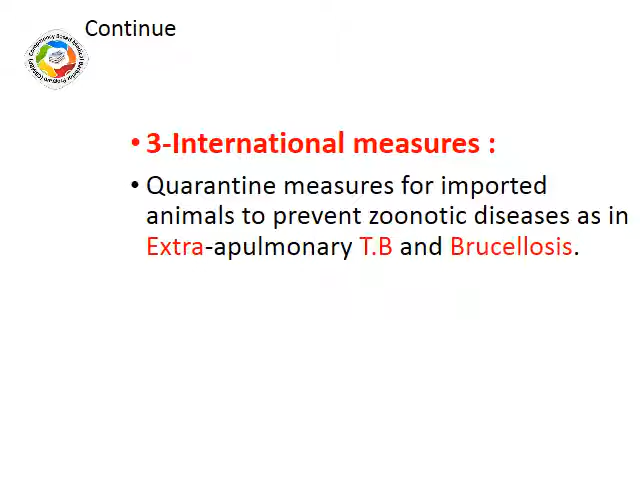 Continue
• 3-International measures :
• Quarantine measures for imported
animals to prevent zoonotic diseases as in
Extra-apulmonary T.B and Brucellosis.